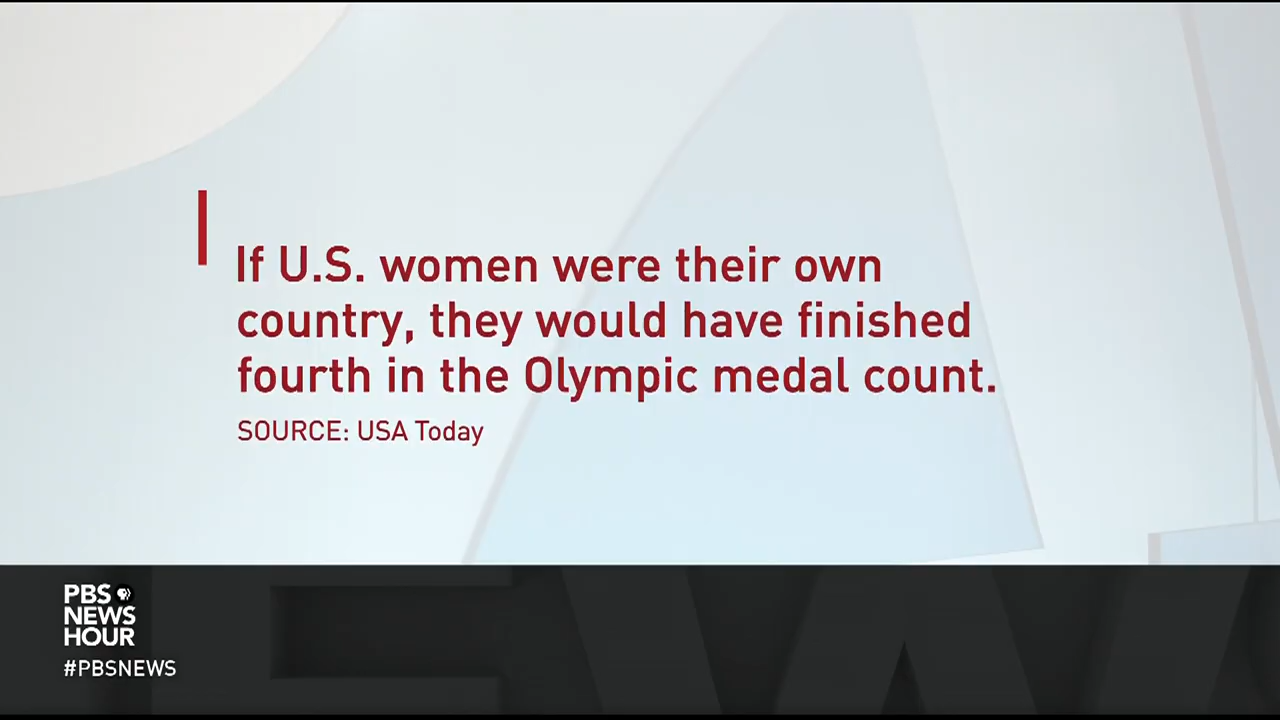 If U.S. women were their own
country, they would have finished
fourth in the Olympic medal count.
SOURCE: USA Today
PBS
NEWS
HOUR
#PBSNEWS